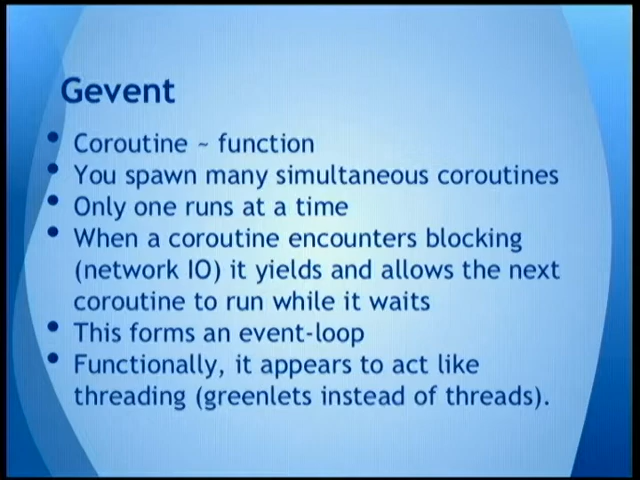 Gevent
• Coroutine ~ function
• You spawn many simultaneous coroutines
• Only one runs at a time
• When a coroutine encounters blocking
(network IO) it yields and allows the next
coroutine to run while it waits
• This forms an event-loop
• Functionally, it appears to act like
threading (greenlets instead of threads).